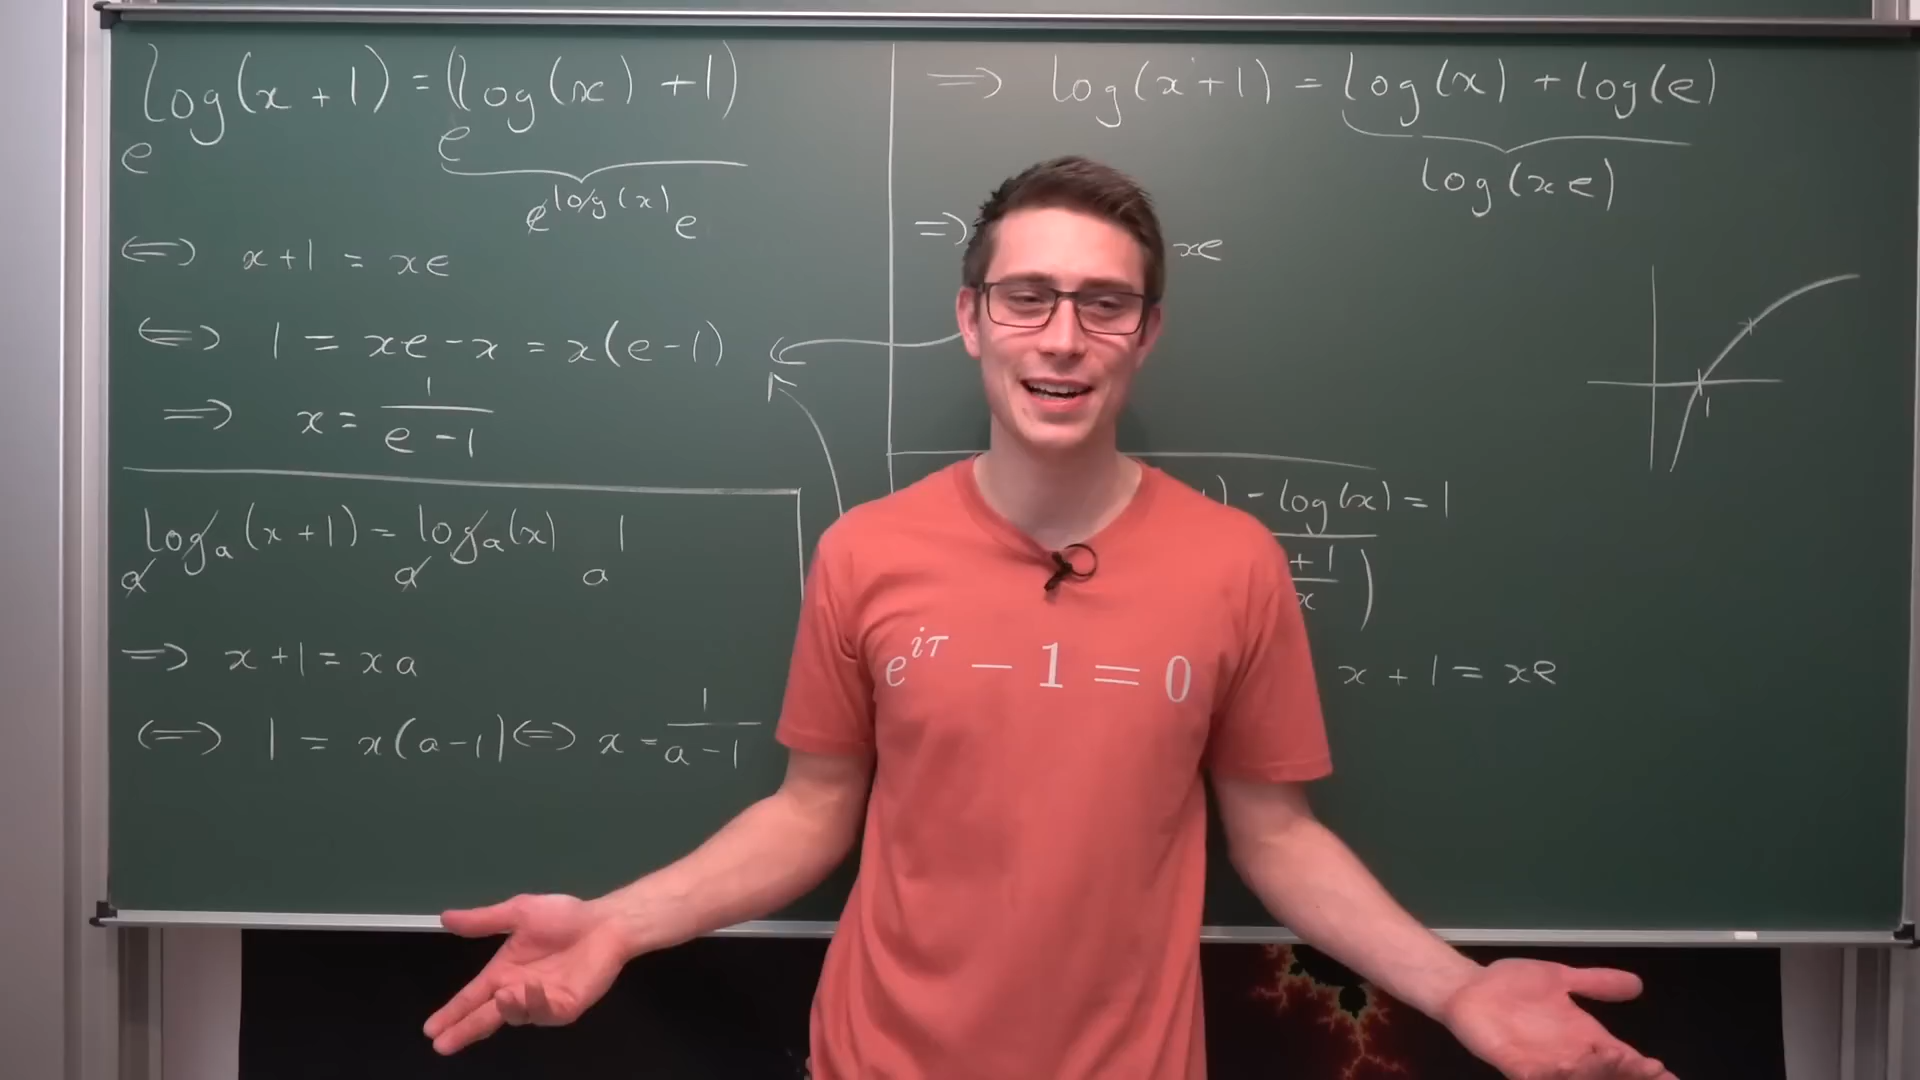 log(x+1) = (log(x) + 1)
e e
e^log(x) e
⇔ x+1 = xe
⇔ 1 = xe-x = x(e-1)
⇒ x = 1/(e-1)
log_a(x+1) = log_a(x) 1
a a a
⇒ x+1 = xa
⇔ 1 = x(a-1) ⇔ x = 1/(a-1)
⇒ log(x+1) = log(x) + log(e)
log(xe)
⇒ xe
1
) - log(x) = 1
+1
x )
x + 1 = xe
e^iτ − 1 = 0